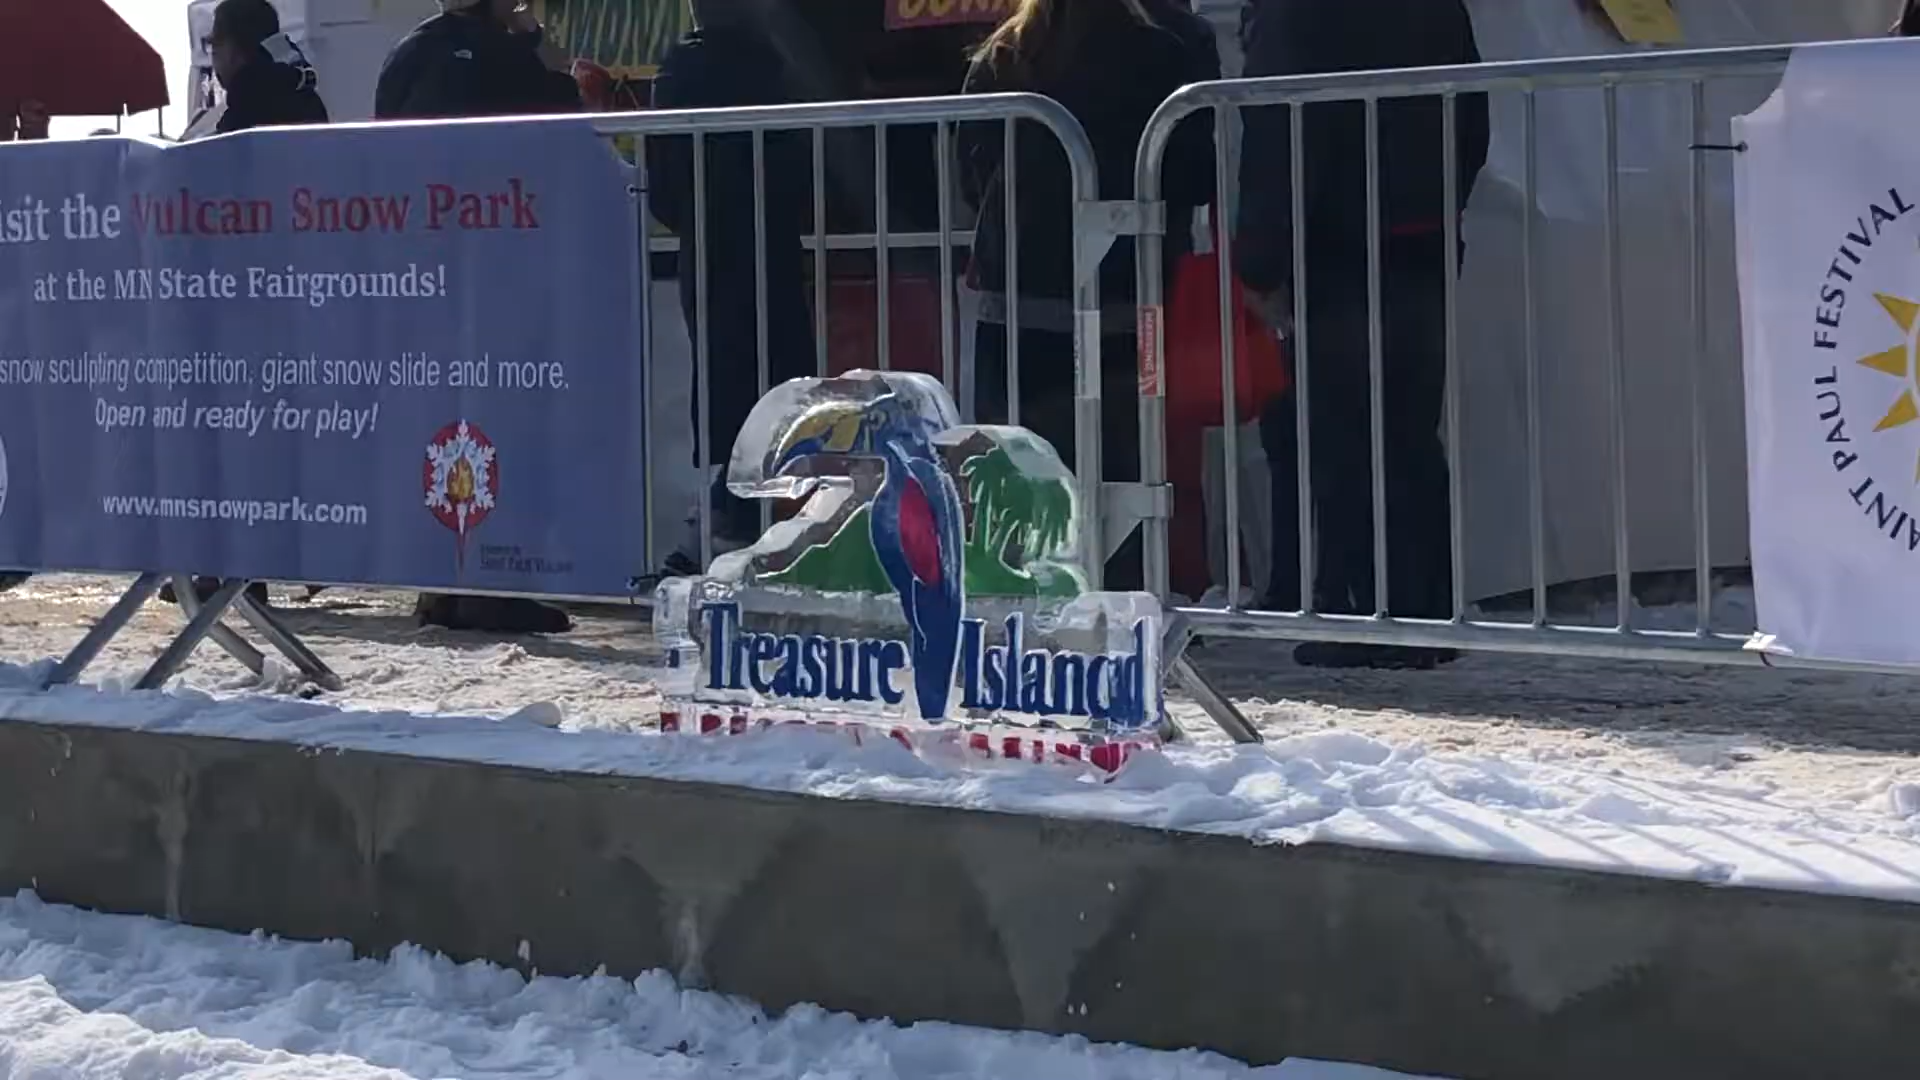 isit the Vulcan Snow Park
at the MN State Fairgrounds!
snow sculpting competition, giant snow slide and more.
Open and ready for play!
www.mnsnowpark.com
Treasure Island
AINT PAUL FESTIVAL